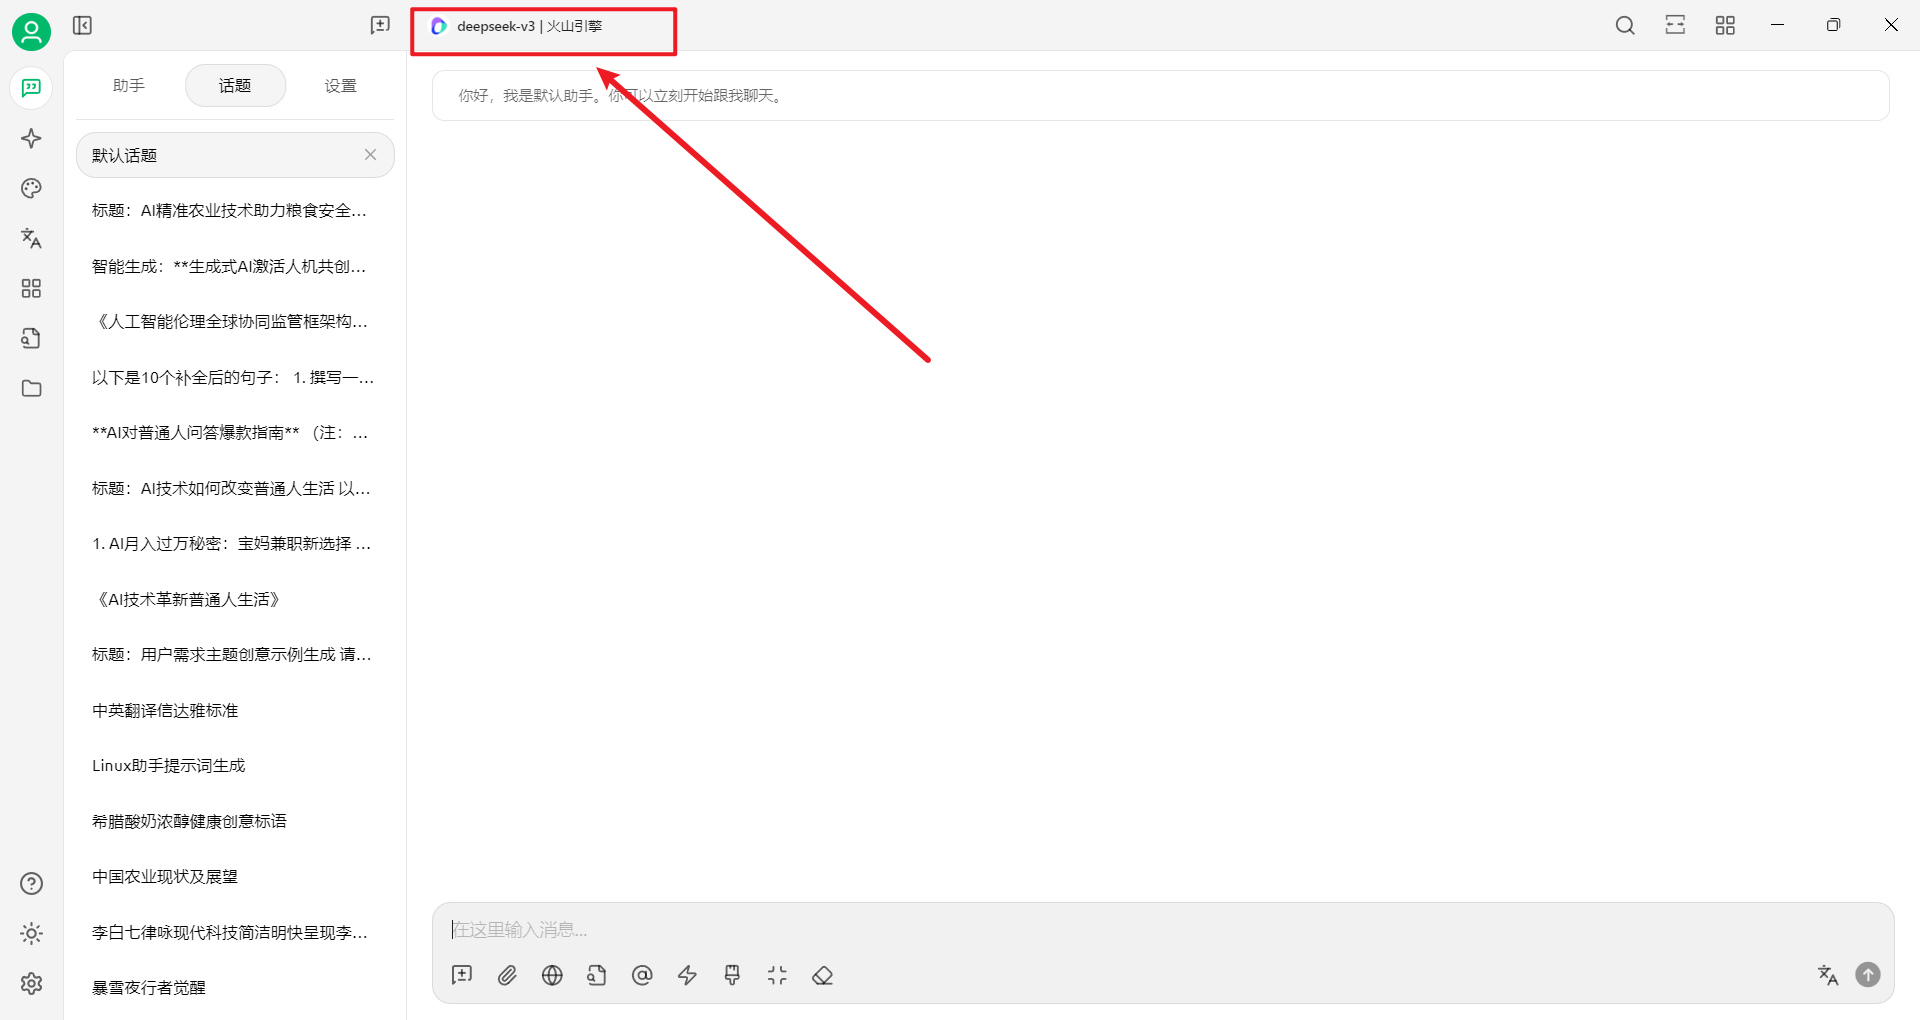 deepseek-v3 | 火山引擎
助手
话题
设置
默认话题
标题：AI精准农业技术助力粮食安全...
智能生成：**生成式AI激活人机共创...
《人工智能伦理全球协同监管框架构...
以下是10个补全后的句子： 1. 撰写一...
**AI对普通人问答爆款指南** （注：...
标题：AI技术如何改变普通人生活 以...
1. AI月入过万秘密：宝妈兼职新选择 ...
《AI技术革新普通人生活》
标题：用户需求主题创意示例生成 请...
中英翻译信达雅标准
Linux助手提示词生成
希腊酸奶浓醇健康创意标语
中国农业现状及展望
李白七律咏现代科技简洁明快呈现李...
暴雪夜行者觉醒
你好，我是默认助手。你可以立刻开始跟我聊天。
在这里输入消息...